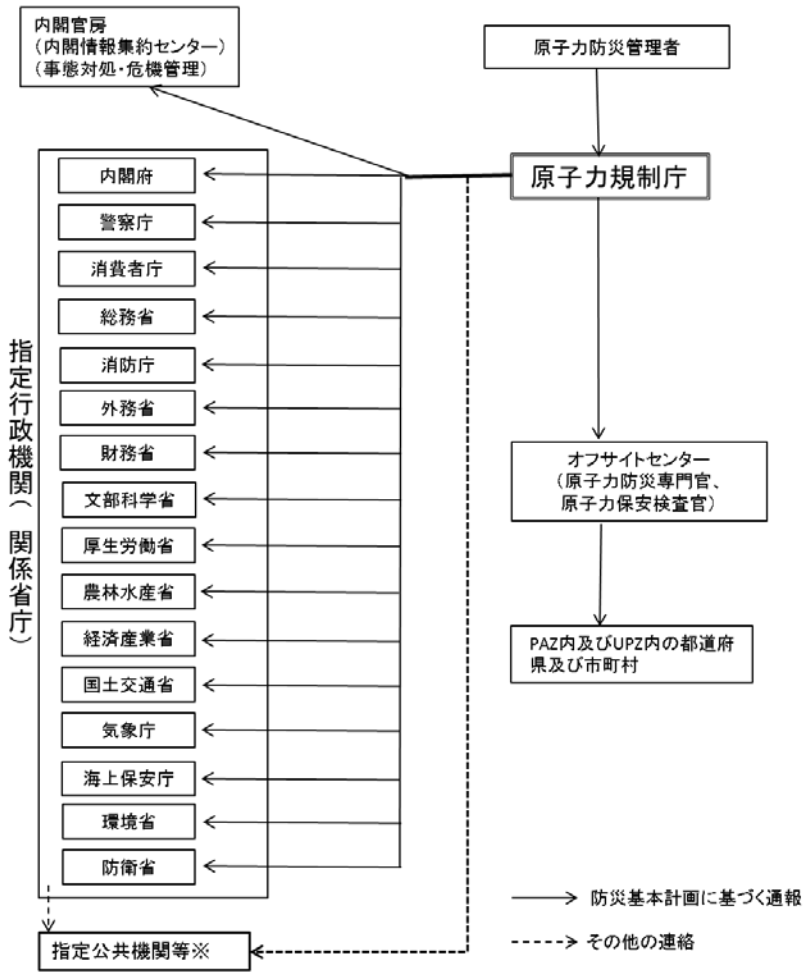 内閣官房
（内閣情報集約センター）
（事態対処・危機管理）
原子力防災管理者
原子力規制庁
指定行政機関（ 関係省庁）
内閣府
警察庁
消費者庁
総務省
消防庁
外務省
財務省
文部科学省
厚生労働省
農林水産省
経済産業省
国土交通省
気象庁
海上保安庁
環境省
防衛省
オフサイトセンター
（原子力防災専門官、
原子力保安検査官）
PAZ内及びUPZ内の都道府
県及び市町村
指定公共機関等※
防災基本計画に基づく通報
その他の連絡